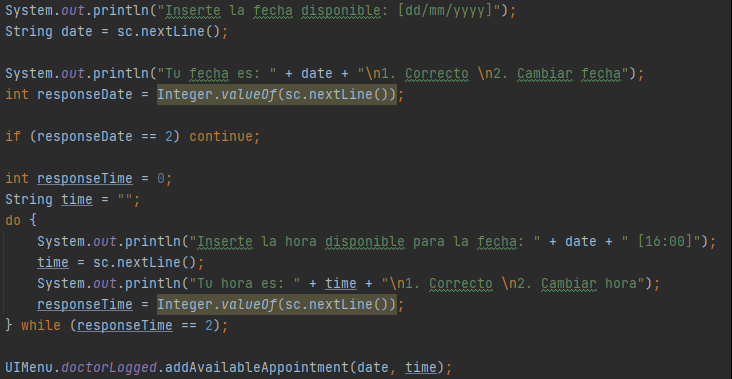 System.out.println("Inserte la fecha disponible: [dd/mm/yyyy]");
String date = sc.nextLine();
System.out.println("Tu fecha es: " + date + "\n1. Correcto \n2. Cambiar fecha");
int responseDate = Integer.valueOf(sc.nextLine());
if (responseDate == 2) continue;
int responseTime = 0;
String time = "";
do {
System.out.println("Inserte la hora disponible para la fecha: " + date + " [16:00]");
time = sc.nextLine();
System.out.println("Tu hora es: " + time + "\n1. Correcto \n2. Cambiar hora");
responseTime = Integer.valueOf(sc.nextLine());
} while (responseTime == 2);
UIMenu.doctorLogged.addAvailableAppointment(date, time);